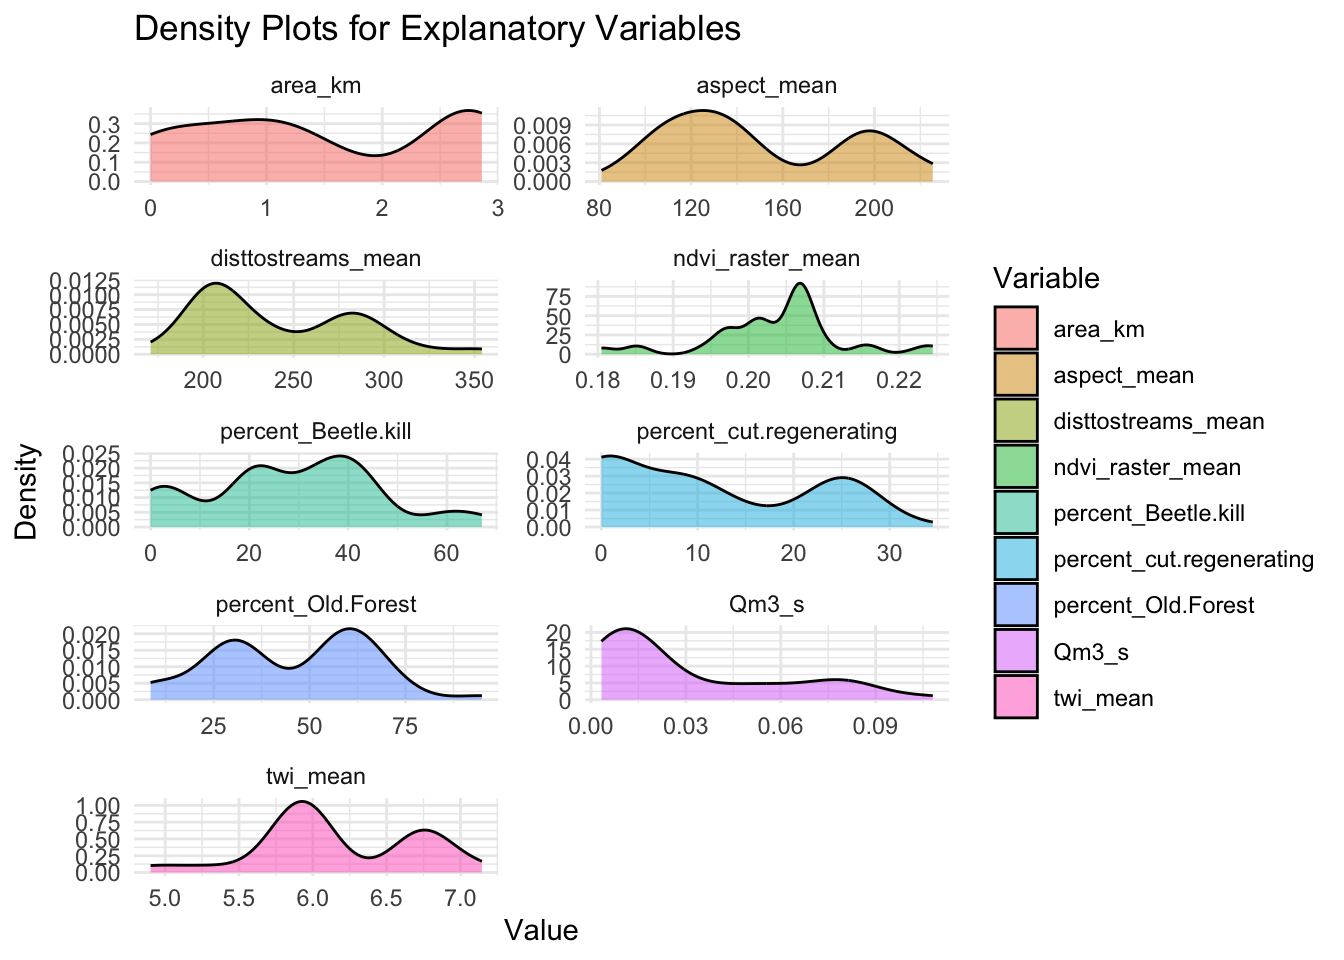 Density Plots for Explanatory Variables
area_km
aspect_mean
0.3
0.2
0.1
0.0
0.009
0.006
0.003
0.000
0 1 2 3
80 120 160 200
disttostreams_mean
ndvi_raster_mean
0.0125
0.0100
0.0075
0.0050
0.0025
0.0000
75
50
25
0
200 250 300 350
0.18 0.19 0.20 0.21 0.22
percent_Beetle.kill
percent_cut.regenerating
0.025
0.020
0.015
0.010
0.005
0.000
0.04
0.03
0.02
0.01
0.00
0 20 40 60
0 10 20 30
percent_Old.Forest
Qm3_s
0.020
0.015
0.010
0.005
0.000
20
15
10
5
0
25 50 75
0.00 0.03 0.06 0.09
twi_mean
1.00
0.75
0.50
0.25
0.00
5.0 5.5 6.0 6.5 7.0
Density
Value
Variable
area_km
aspect_mean
disttostreams_mean
ndvi_raster_mean
percent_Beetle.kill
percent_cut.regenerating
percent_Old.Forest
Qm3_s
twi_mean